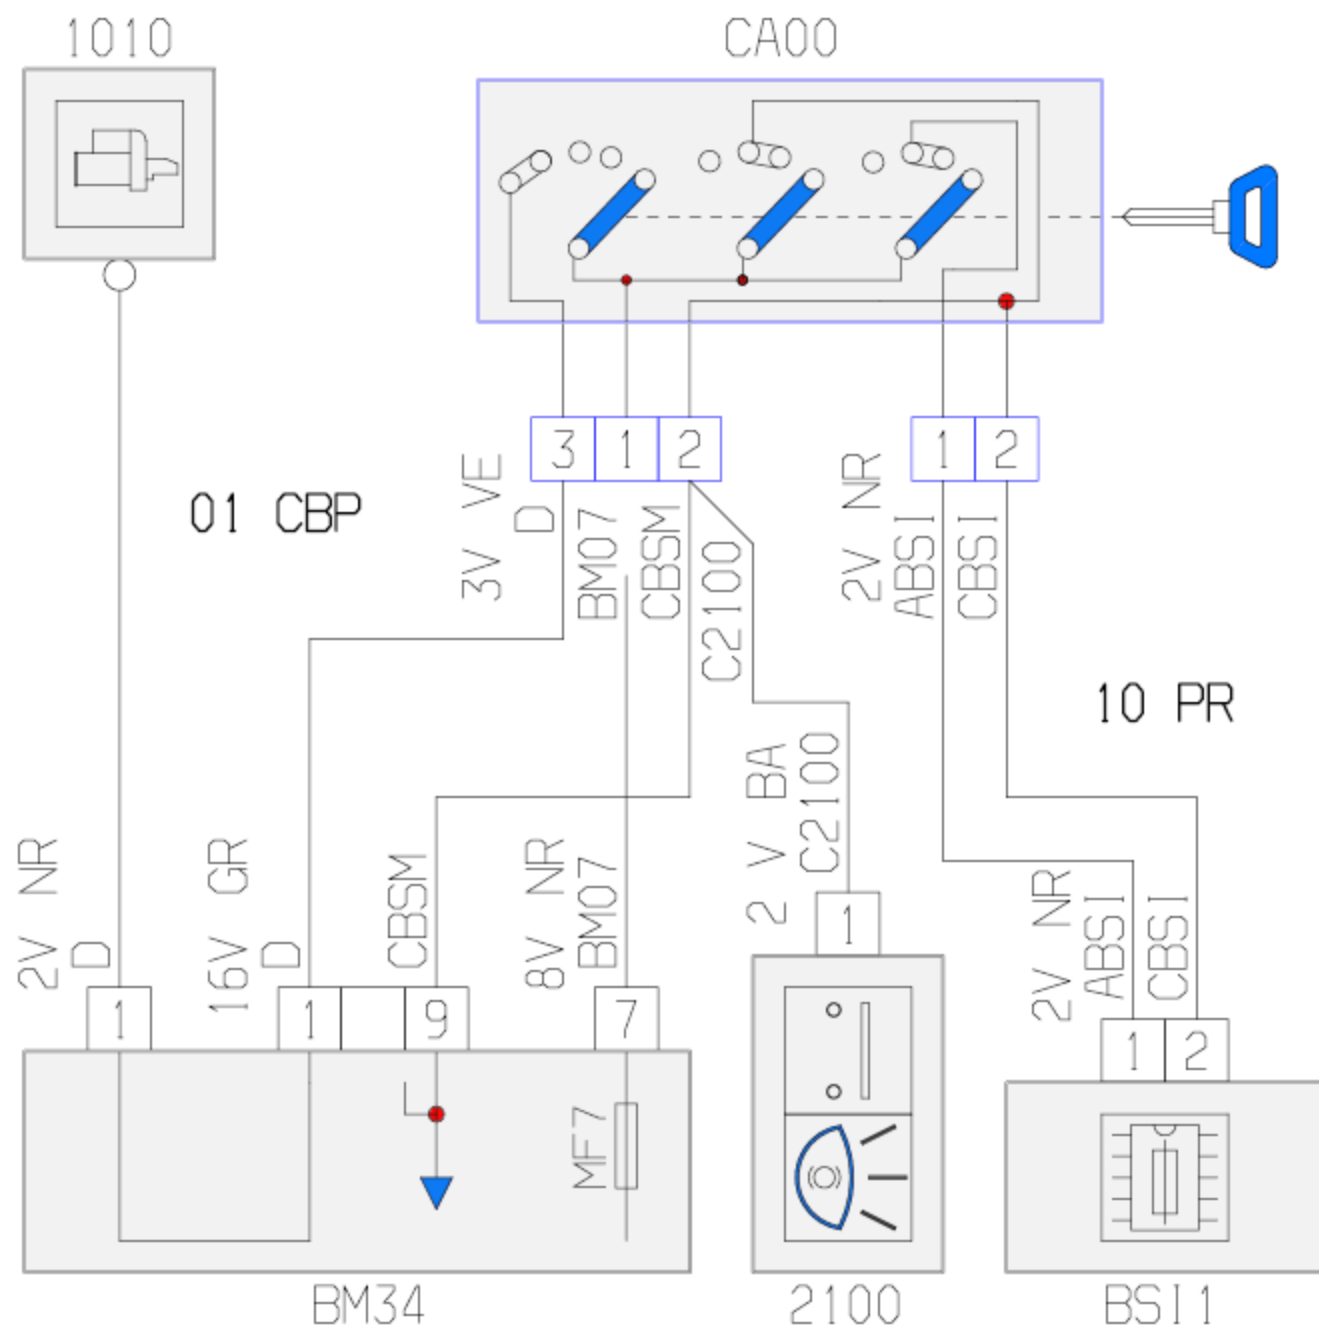 1010
CA00
3
1
2
1
2
3V VE
D
BM07
CBSM
C2100
2V NR
ABSI
CBSI
01 CBP
10 PR
2V NR
D
16V GR
D
CBSM
8V NR
BM07
2 V BA
C2100
2V NR
ABSI
CBSI
1
1
9
7
1
1
2
MF7
BM34
2100
BSI1